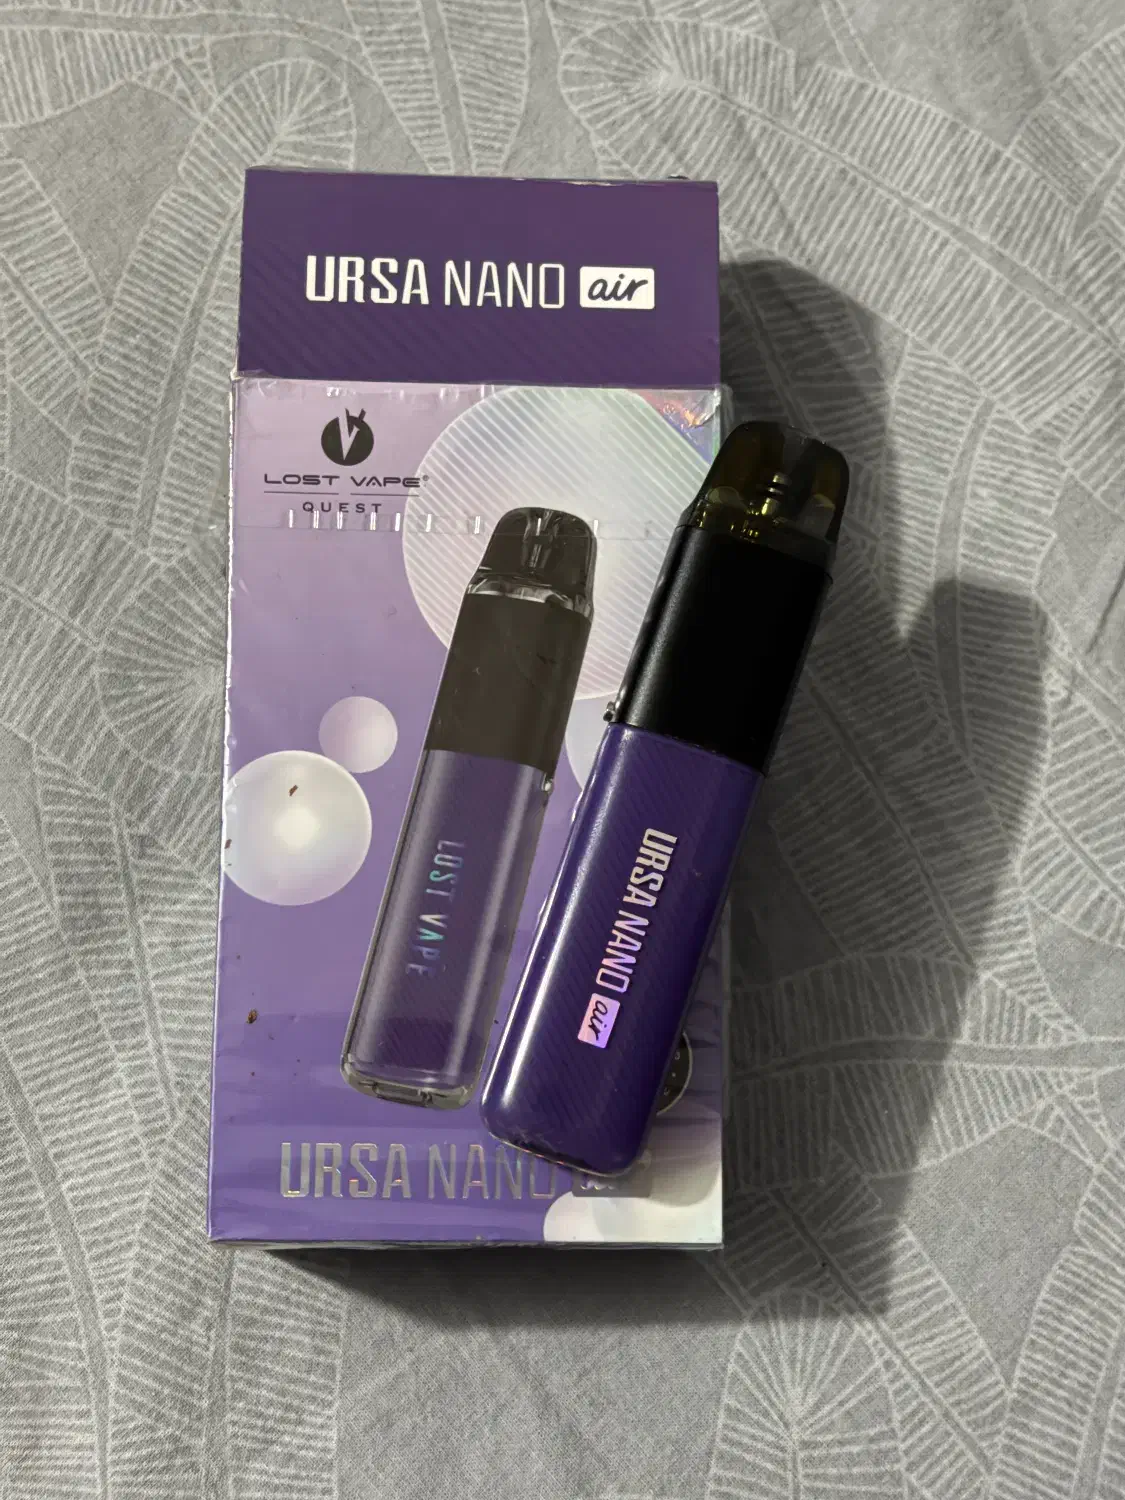 URSA NANO air
LOST VAPE®
QUEST
LOST VAPE
URSA NANO air
URSA NANO